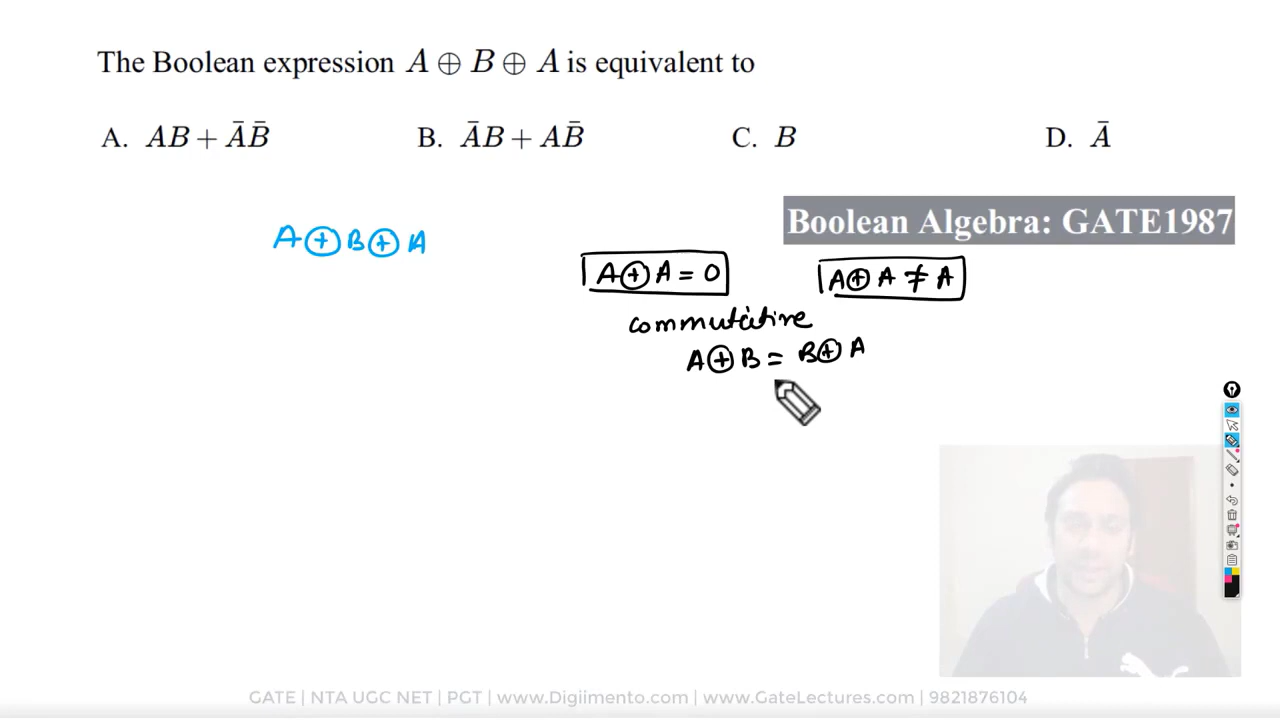 The Boolean expression A ⊕ B ⊕ A is equivalent to
A. AB + ĀB̄ B. ĀB + AB̄ C. B D. Ā
Boolean Algebra: GATE1987
A⊕B⊕A
A⊕A = 0 A⊕A ≠ A
commutative
A⊕B = B⊕A
GATE | NTA UGC NET | PGT | www.Digiimento.com | www.GateLectures.com | 9821876104